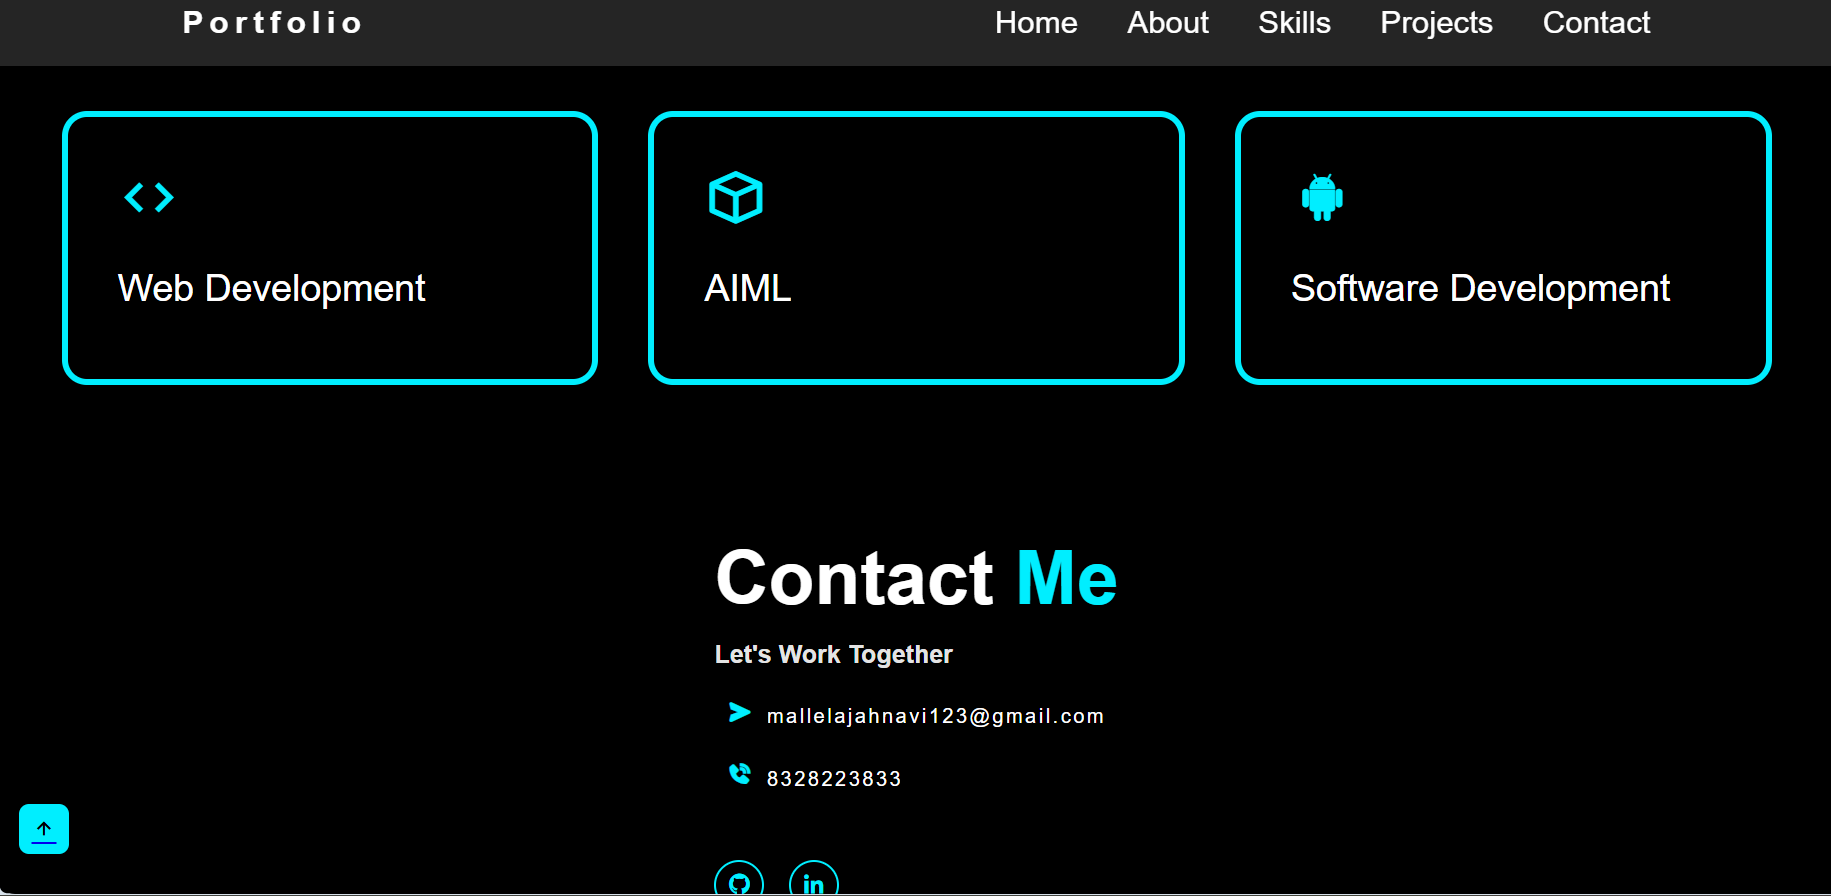 Portfolio Home About Skills Projects Contact
Web Development
AIML
Software Development
Contact Me
Let's Work Together
mallelajahnavi123@gmail.com
8328223833
in